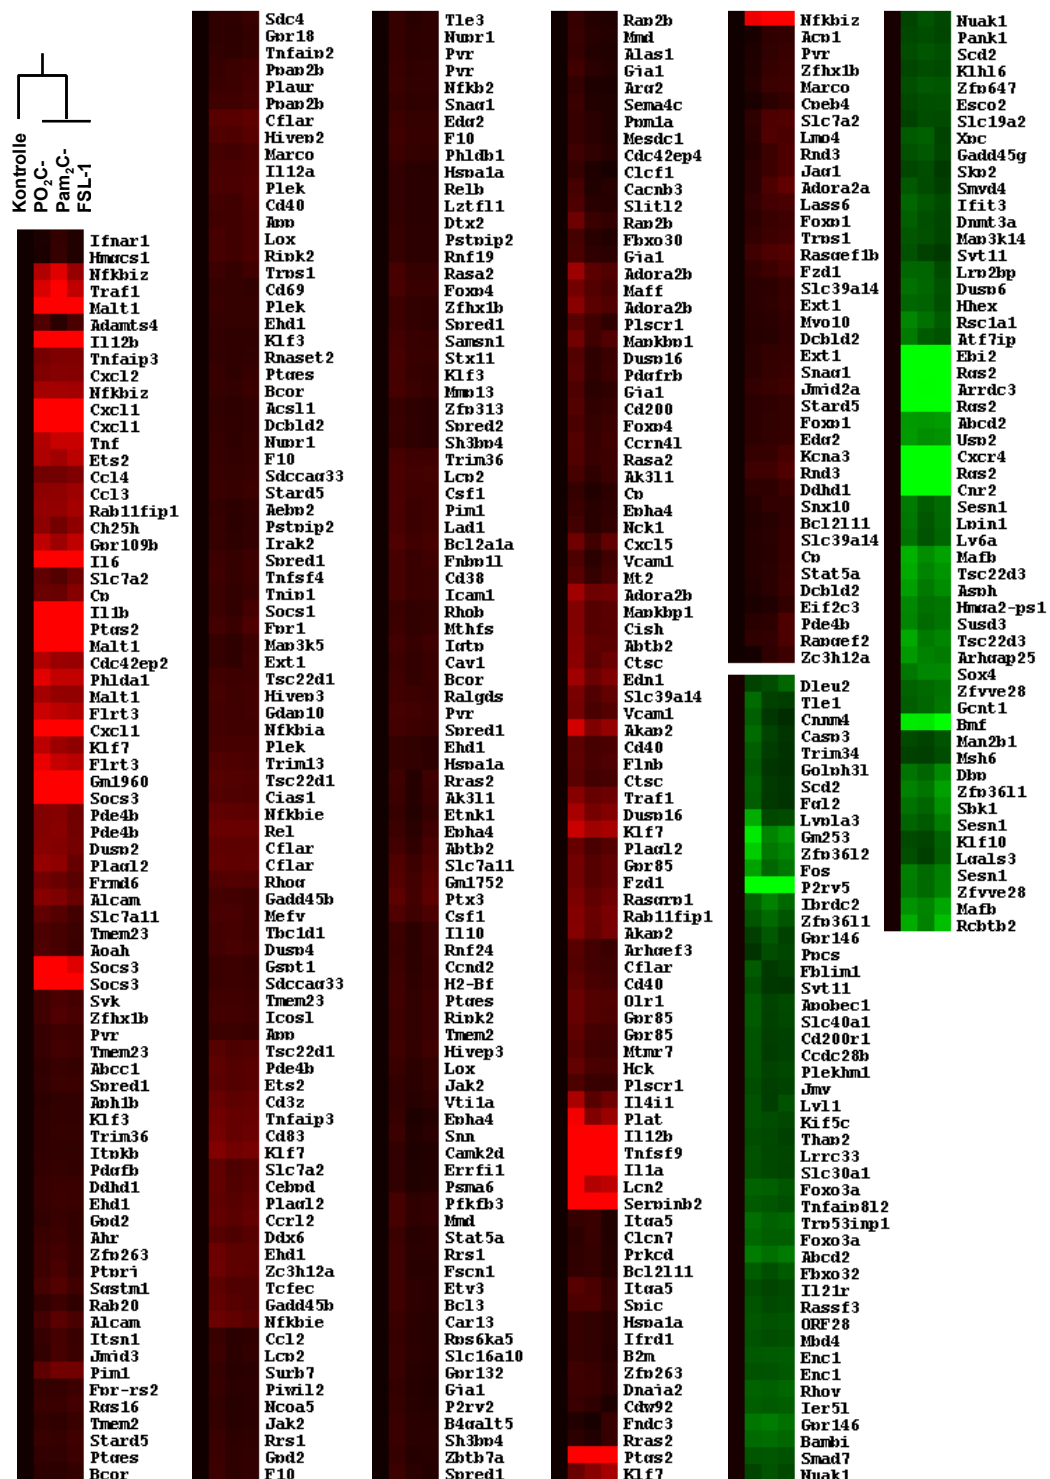 Kontrolle
PO₂C-
Pam₂C-
FSL-1
Ifnar1
Hmgcs1
Nfkbiz
Traf1
Malt1
Adamts4
Il12b
Tnfaip3
Cxcl2
Nfkbiz
Cxcl1
Cxcl1
Tnf
Ets2
Ccl4
Ccl3
Rab11fip1
Ch25h
Gpr109b
Il6
Slc7a2
Cp
Il1b
Ptgs2
Malt1
Cdc42ep2
Phlda1
Malt1
Flrt3
Cxcl1
Klf7
Flrt3
Gm1960
Socs3
Pde4b
Pde4b
Dusp2
Plagl2
Frmd6
Alcam
Slc7a11
Tmem23
Aoah
Socs3
Socs3
Syk
Zfhx1b
Pvr
Tmem23
Abcc1
Spred1
Aph1b
Klf3
Trim36
Itpkb
Pdgfb
Ddhd1
Ehd1
Gpd2
Ahr
Zfp263
Ptprj
Sqstm1
Rab20
Alcam
Itsn1
Jmjd3
Pim1
Fpr-rs2
Rgs16
Tmem2
Stard5
Ptges
Bcor
Sdc4
Gpr18
Tnfaip2
Ppap2b
Plaur
Ppap2b
Cflar
Hivep2
Marco
Il12a
Plek
Cd40
App
Lox
Ripk2
Trps1
Cd69
Plek
Ehd1
Klf3
Rnaset2
Ptges
Bcor
Acsl1
Dcbld2
Nupr1
F10
Sdccag33
Stard5
Aebp2
Pstpip2
Irak2
Spred1
Tnfsf4
Tnip1
Socs1
Fpr1
Map3k5
Ext1
Tsc22d1
Hivep3
Gdap10
Nfkbia
Plek
Trim13
Tsc22d1
Cias1
Nfkbie
Rel
Cflar
Cflar
Rhog
Gadd45b
Mefv
Tbc1d1
Dusp4
Gspt1
Sdccag33
Tmem23
Icosl
App
Tsc22d1
Pde4b
Ets2
Cd3z
Tnfaip3
Cd83
Klf7
Slc7a2
Cebpd
Plagl2
Ccrl2
Ddx6
Ehd1
Zc3h12a
Tcfec
Gadd45b
Nfkbie
Ccl2
Lcp2
Surb7
Piwil2
Ncoa5
Jak2
Rrs1
Gpd2
F10
Tle3
Nupr1
Pvr
Pvr
Nfkb2
Snag1
Edg2
F10
Phldb1
Hspa1a
Relb
Lztfl1
Dtx2
Pstpip2
Rnf19
Rasa2
Foxp4
Zfhx1b
Spred1
Samsn1
Stx11
Klf3
Mmp13
Zfp313
Spred2
Sh3bp4
Trim36
Lcp2
Csf1
Pim1
Lad1
Bcl2a1a
Fnbp1l
Cd38
Icam1
Rhob
Mthfs
Igtp
Cav1
Bcor
Ralgds
Pvr
Spred1
Ehd1
Hspa1a
Rras2
Ak3l1
Etnk1
Epha4
Abtb2
Slc7a11
Gm1752
Ptx3
Csf1
Il10
Rnf24
Ccnd2
H2-Bf
Ptges
Ripk2
Tmem2
Hivep3
Lox
Jak2
Vti1a
Epha4
Snn
Camk2d
Errfi1
Psma6
Pfkfb3
Mmd
Stat5a
Rrs1
Fscn1
Etv3
Bcl3
Car13
Rps6ka5
Slc16a10
Gpr132
Gja1
P2ry2
B4galt5
Sh3bp4
Zbtb7a
Spred1
Rap2b
Mmd
Alas1
Gja1
Arg2
Sema4c
Ppm1a
Mesdc1
Cdc42ep4
Clcf1
Cacnb3
Slitl2
Rap2b
Fbxo30
Gja1
Adora2b
Maff
Adora2b
Plscr1
Mapkbp1
Dusp16
Pdgfrb
Gja1
Cd200
Foxp4
Ccrn4l
Rasa2
Ak3l1
Cp
Epha4
Nck1
Cxcl5
Vcam1
Mt2
Adora2b
Mapkbp1
Cish
Abtb2
Ctsc
Edn1
Slc39a14
Vcam1
Akap2
Cd40
Flnb
Ctsc
Traf1
Dusp16
Klf7
Plagl2
Gpr85
Fzd1
Rasgrp1
Rab11fip1
Akap2
Arhgef3
Cflar
Cd40
Olr1
Gpr85
Gpr85
Mtmr7
Hck
Plscr1
Il4i1
Plat
Il12b
Tnfsf9
Il1a
Lcn2
Serpinb2
Itga5
Clcn7
Prkcd
Bcl2l11
Itga5
Spic
Hspa1a
Ifrd1
B2m
Zfp263
Dnaja2
Cdw92
Fndc3
Rras2
Ptgs2
Klf7
Nfkbiz
Acp1
Pvr
Zfhx1b
Marco
Cpeb4
Slc7a2
Lmo4
Rnd3
Jag1
Adora2a
Lass6
Foxp1
Trps1
Rasgef1b
Fzd1
Slc39a14
Ext1
Myo10
Dcbld2
Ext1
Snag1
Jmjd2a
Stard5
Foxp1
Edg2
Kcna3
Rnd3
Ddhd1
Snx10
Bcl2l11
Slc39a14
Cp
Stat5a
Dcbld2
Eif2c3
Pde4b
Rapgef2
Zc3h12a
Dleu2
Tle1
Cnnm4
Casp3
Trim34
Golph3l
Scd2
Fgl2
Lypla3
Gm253
Zfp36l2
Fos
P2ry5
Ibrdc2
Zfp36l1
Gpr146
Ppcs
Fblim1
Syt11
Apobec1
Slc40a1
Cd200r1
Ccdc28b
Plekhm1
Jmy
Lyl1
Kif5c
Thap2
Lrrc33
Slc30a1
Foxo3a
Tnfaip8l2
Trp53inp1
Foxo3a
Abcd2
Fbxo32
Il21r
Rassf3
ORF28
Mbd4
Enc1
Enc1
Rhov
Ier5l
Gpr146
Bambi
Smad7
Nuak1
Nuak1
Pank1
Scd2
Klhl6
Zfp647
Esco2
Slc19a2
Xpc
Gadd45g
Skp2
Smyd4
Ifit3
Dnmt3a
Map3k14
Syt11
Lrp2bp
Dusp6
Hhex
Rsc1a1
Atf7ip
Ebi2
Rgs2
Arrdc3
Rgs2
Abcd2
Usp2
Cxcr4
Rgs2
Cnr2
Sesn1
Lpin1
Ly6a
Mafb
Tsc22d3
Asph
Hmga2-ps1
Susd3
Tsc22d3
Arhgap25
Sox4
Zfyve28
Gcnt1
Bmf
Man2b1
Msh6
Dbp
Zfp36l1
Sbk1
Sesn1
Klf10
Lgals3
Sesn1
Zfyve28
Mafb
Rcbtb2